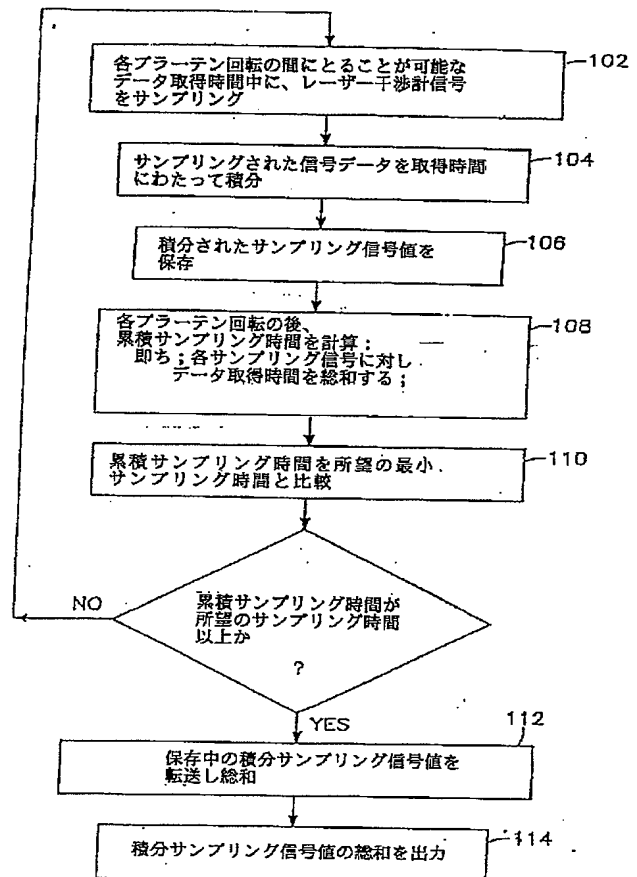 各プラーテン回転の間にとることが可能な
データ取得時間中に、レーザー干渉計信号
をサンプリング
102
サンプリングされた信号データを取得時間
にわたって積分
104
積分されたサンプリング信号値を
保存
106
各プラーテン回転の後、
累積サンプリング時間を計算：
即ち；各サンプリング信号に対し
データ取得時間を総和する；
108
累積サンプリング時間を所望の最小
サンプリング時間と比較
110
NO
累積サンプリング時間が
所望のサンプリング時間
以上か
？
YES
112
保存中の積分サンプリング信号値を
転送し総和
積分サンプリング信号値の総和を出力
114